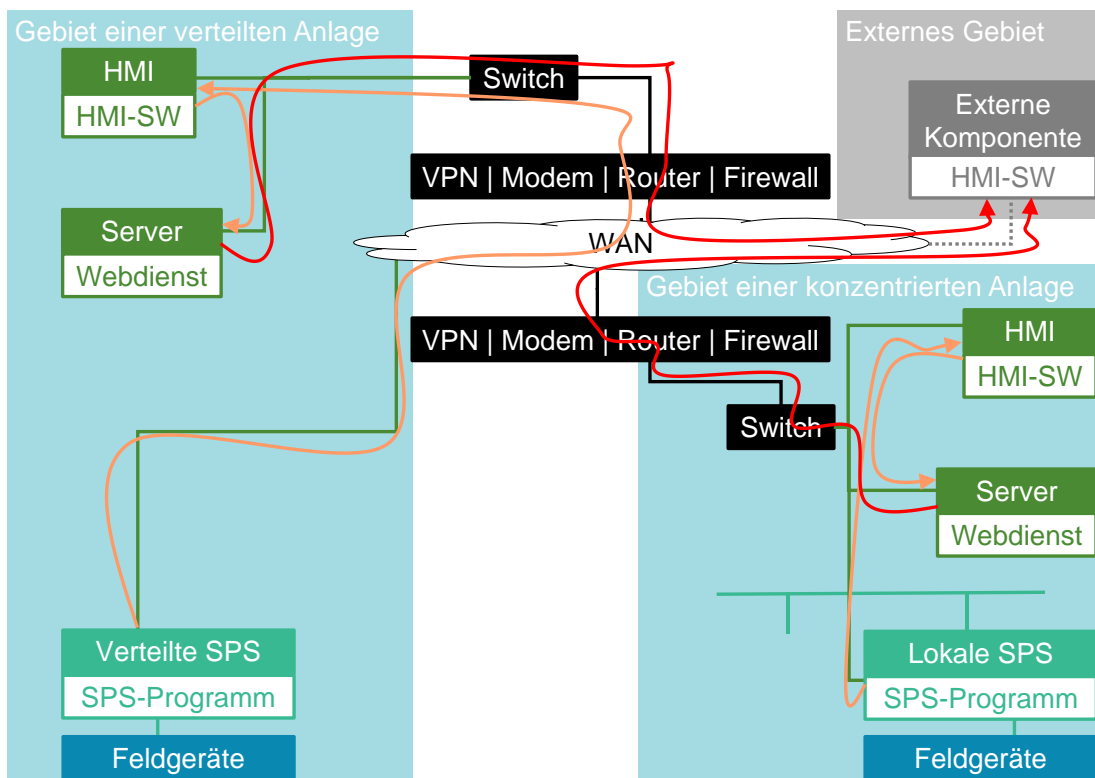 Gebiet einer verteilten Anlage
HMI
HMI-SW
Server
Webdienst
Switch
VPN | Modem | Router | Firewall
WAN
Externes Gebiet
Externe
Komponente
HMI-SW
Gebiet einer konzentrierten Anlage
VPN | Modem | Router | Firewall
Switch
HMI
HMI-SW
Server
Webdienst
Verteilte SPS
SPS-Programm
Feldgeräte
Lokale SPS
SPS-Programm
Feldgeräte